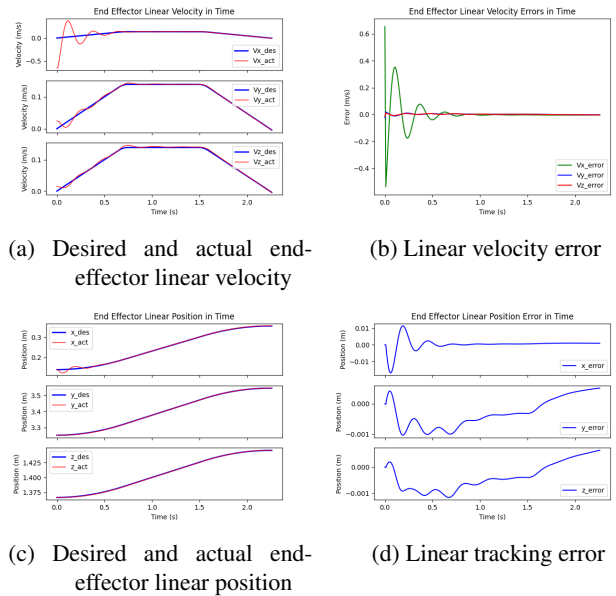 End Effector Linear Velocity in Time
Velocity (m/s)
0.0
−0.5
Vx_des
Vx_act
Velocity (m/s)
0.1
0.0
Vy_des
Vy_act
Velocity (m/s)
0.1
0.0
Vz_des
Vz_act
0.0 0.5 1.0 1.5 2.0
Time (s)
End Effector Linear Velocity Errors in Time
Error (m/s)
0.6
0.4
0.2
0.0
−0.2
−0.4
Vx_error
Vy_error
Vz_error
0.0 0.5 1.0 1.5 2.0
Time (s)
(a) Desired and actual end-
effector linear velocity
(b) Linear velocity error
End Effector Linear Position in Time
Position (m)
0.3
0.2
x_des
x_act
Position (m)
3.5
3.4
3.3
y_des
y_act
Position (m)
1.425
1.400
1.375
z_des
z_act
0.0 0.5 1.0 1.5 2.0
Time (s)
End Effector Linear Position Error in Time
Position (m)
0.01
0.00
−0.01
x_error
Position (m)
0.000
−0.001
y_error
Position (m)
0.000
−0.001
z_error
0.0 0.5 1.0 1.5 2.0
Time (s)
(c) Desired and actual end-
effector linear position
(d) Linear tracking error